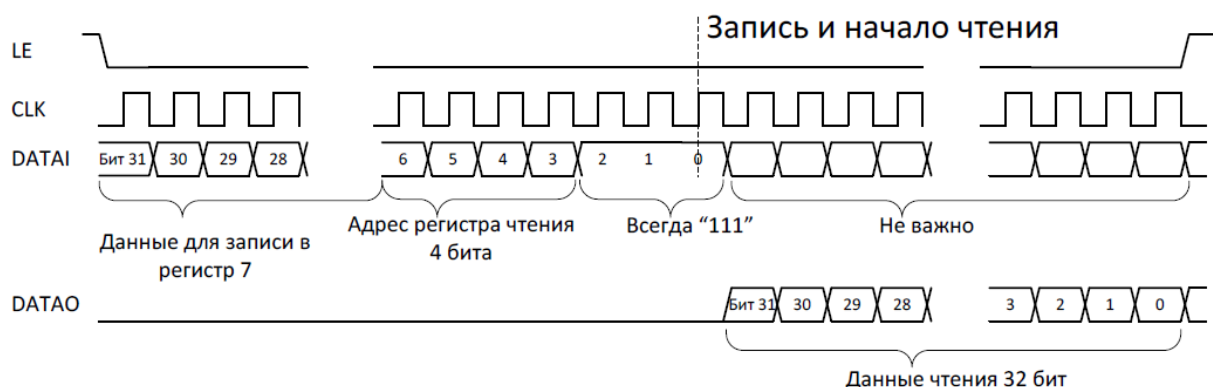 Запись и начало чтения
LE
CLK
DATAI
Бит 31 30 29 28 6 5 4 3 2 1 0
Данные для записи в
регистр 7
Адрес регистра чтения
4 бита
Всегда “111”
Не важно
DATAO
Бит 31 30 29 28 3 2 1 0
Данные чтения 32 бит